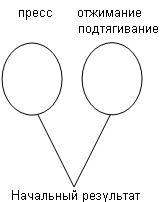 пресс отжимание
подтягивание
Начальный результат